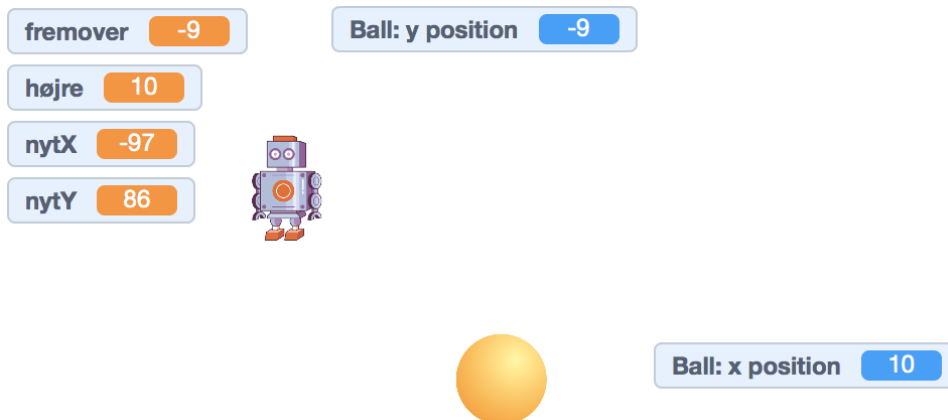 fremover -9
Ball: y position -9
højre 10
nytX -97
nytY 86
Ball: x position 10